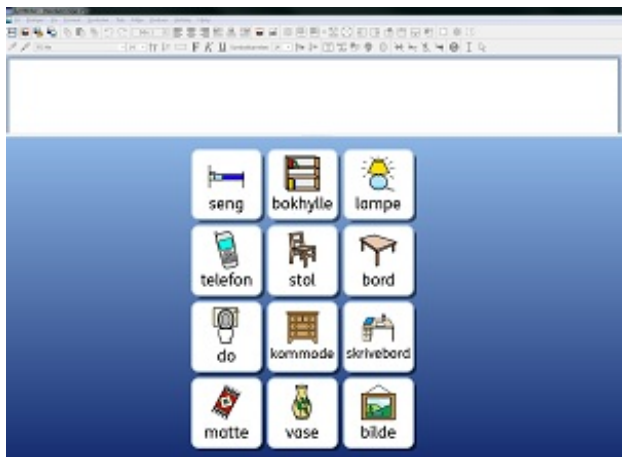 seng bokhylle lampe
telefon stol bord
do kommode skrivebord
matte vase bilde